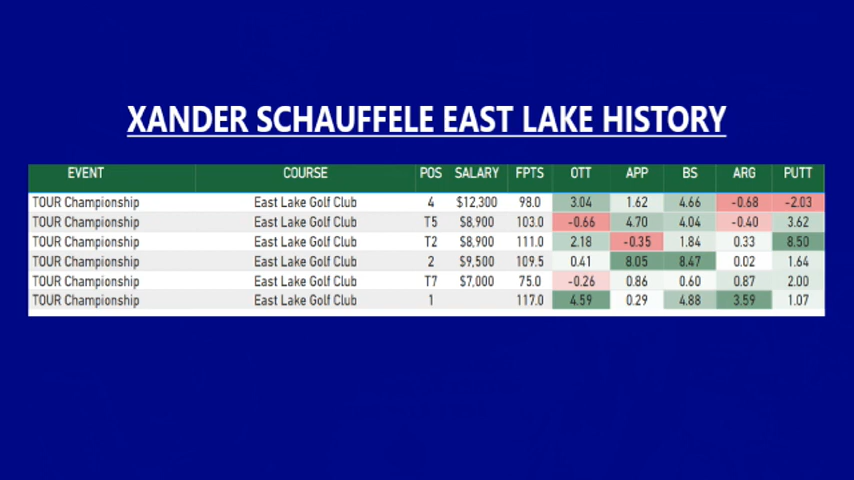 XANDER SCHAUFFELE EAST LAKE HISTORY
EVENT COURSE POS SALARY FPTS OTT APP BS ARG PUTT
TOUR Championship East Lake Golf Club 4 $12,300 98.0 3.04 1.62 4.66 -0.68 -2.03
TOUR Championship East Lake Golf Club T5 $8,900 103.0 -0.66 4.70 4.04 -0.40 3.62
TOUR Championship East Lake Golf Club T2 $8,900 111.0 2.18 -0.35 1.84 0.33 8.50
TOUR Championship East Lake Golf Club 2 $9,500 109.5 0.41 8.05 8.47 0.02 1.64
TOUR Championship East Lake Golf Club T7 $7,000 75.0 -0.26 0.86 0.60 0.87 2.00
TOUR Championship East Lake Golf Club 1 117.0 4.59 0.29 4.88 3.59 1.07